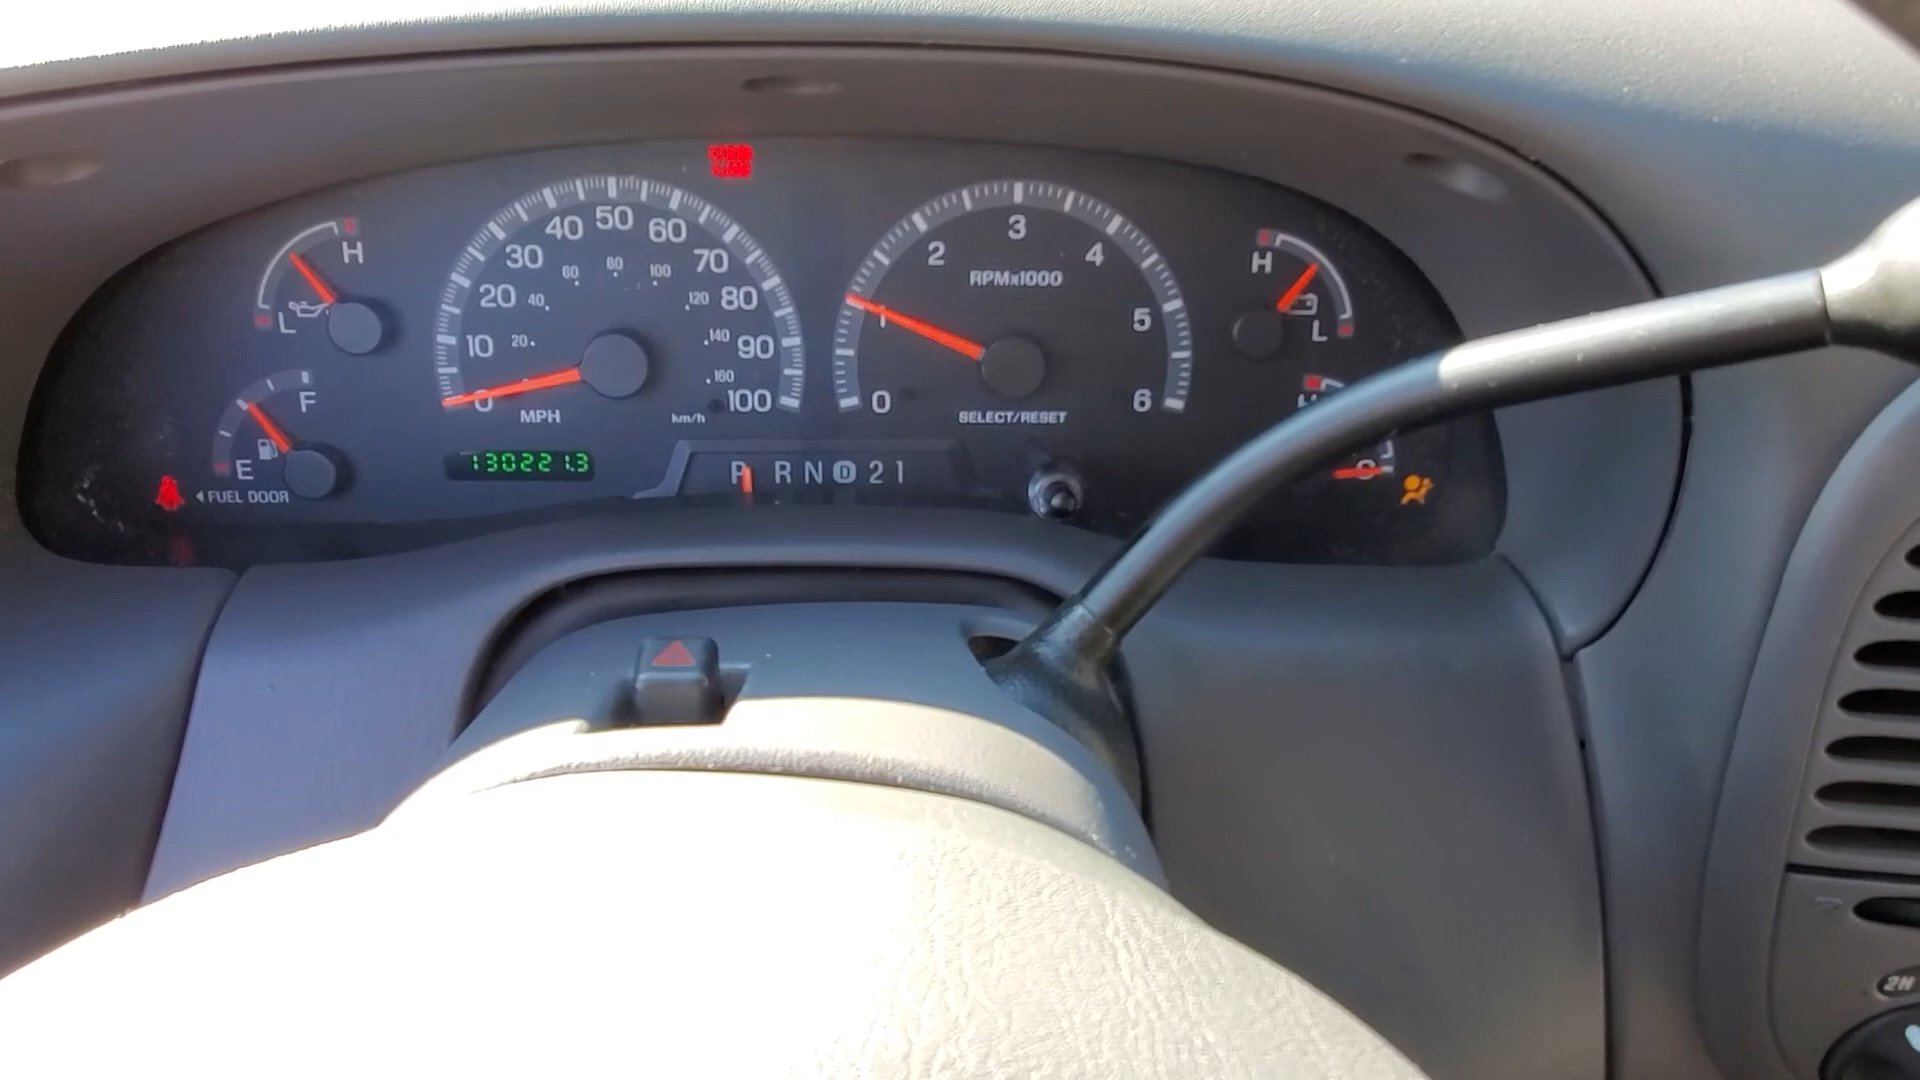 H
L
F
E
FUEL DOOR
0 10 20 30 40 50 60 70 80 90 100
20 40 60 80 100 120 140 160
MPH
km/h
130221.3
0 1 2 3 4 5 6
RPMx1000
SELECT/RESET
P R N D 2 1
H
L
H
C
2H